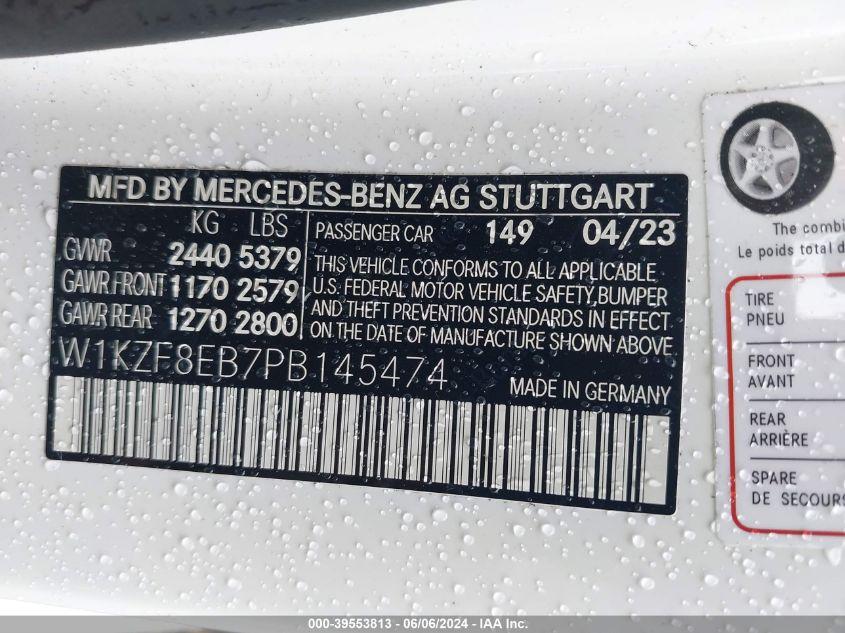 MFD BY MERCEDES-BENZ AG STUTTGART
KG LBS
GVWR 2440 5379
GAWR FRONT 1170 2579
GAWR REAR 1270 2800
PASSENGER CAR 149 04/23
THIS VEHICLE CONFORMS TO ALL APPLICABLE
U.S. FEDERAL MOTOR VEHICLE SAFETY, BUMPER
AND THEFT PREVENTION STANDARDS IN EFFECT
ON THE DATE OF MANUFACTURE SHOWN ABOVE.
W1KZF8EB7PB145474
MADE IN GERMANY
The combi
Le poids total d
TIRE
PNEU
FRONT
AVANT
REAR
ARRIÈRE
SPARE
DE SECOURS
000-39553813 - 06/06/2024 - IAA Inc.